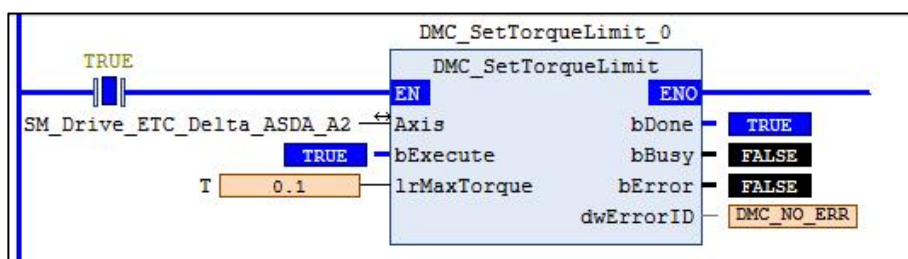 DMC_SetTorqueLimit_0
TRUE
DMC_SetTorqueLimit
EN ENO
SM_Drive_ETC_Delta_ASDA_A2 Axis bDone TRUE
TRUE bExecute bBusy FALSE
T 0.1 lrMaxTorque bError FALSE
dwErrorID DMC_NO_ERR